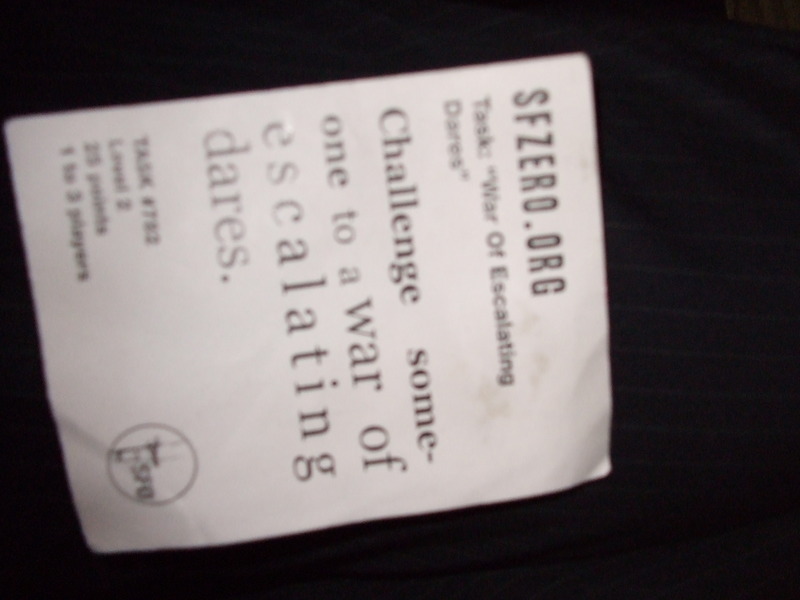 SFZERO.ORG
Task: "War Of Escalating
Dares"
Challenge some-
one to a war of
escalating
dares.
TASK #782
Level 2
25 points
1 to 3 players
SF0